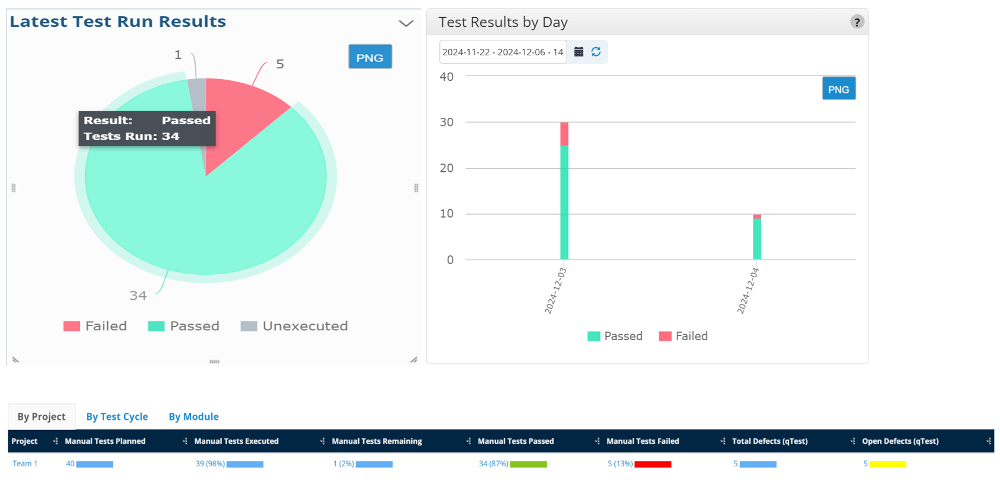 Latest Test Run Results
PNG
1
5
Result: Passed
Tests Run: 34
34
Failed Passed Unexecuted
Test Results by Day
?
2024-11-22 - 2024-12-06 - 14
PNG
40
30
20
10
0
2024-12-03
2024-12-04
Passed Failed
By Project By Test Cycle By Module
Project Manual Tests Planned Manual Tests Executed Manual Tests Remaining Manual Tests Passed Manual Tests Failed Total Defects (qTest) Open Defects (qTest)
Team 1 40 39 (98%) 1 (2%) 34 (87%) 5 (13%) 5 5